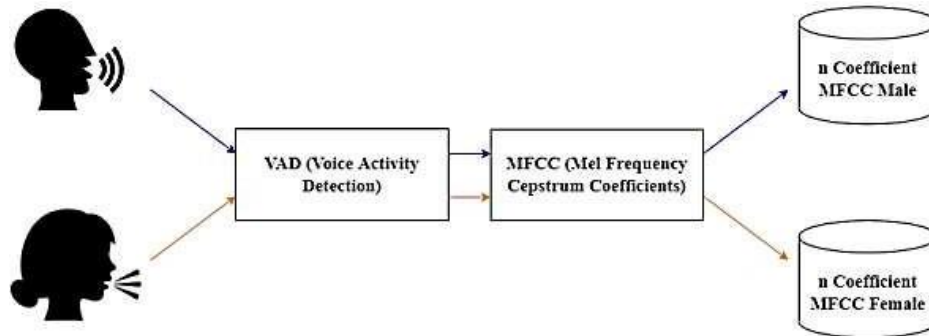 n Coefficient
MFCC Male
VAD (Voice Activity
Detection)
MFCC (Mel Frequency
Cepstrum Coefficients)
n Coefficient
MFCC Female